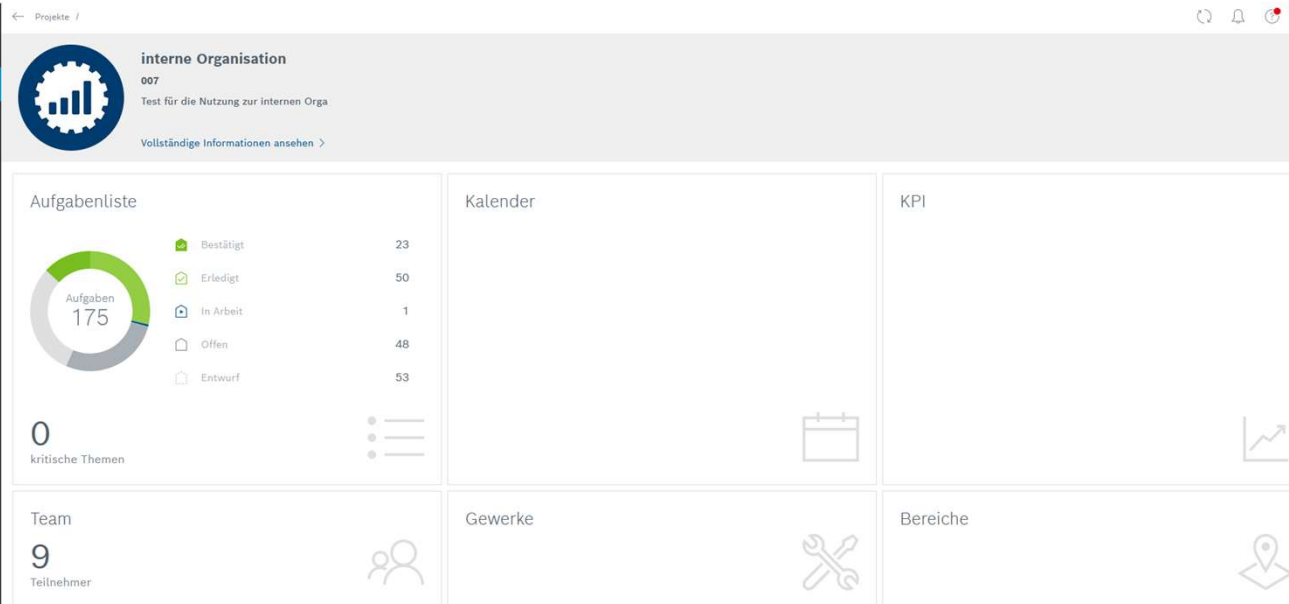 Projekte /
interne Organisation
007
Test für die Nutzung zur internen Orga
Vollständige Informationen ansehen >
Aufgabenliste
Aufgaben
175
Bestätigt 23
Erledigt 50
In Arbeit 1
Offen 48
Entwurf 53
0
kritische Themen
Kalender
KPI
Team
9
Teilnehmer
Gewerke
Bereiche